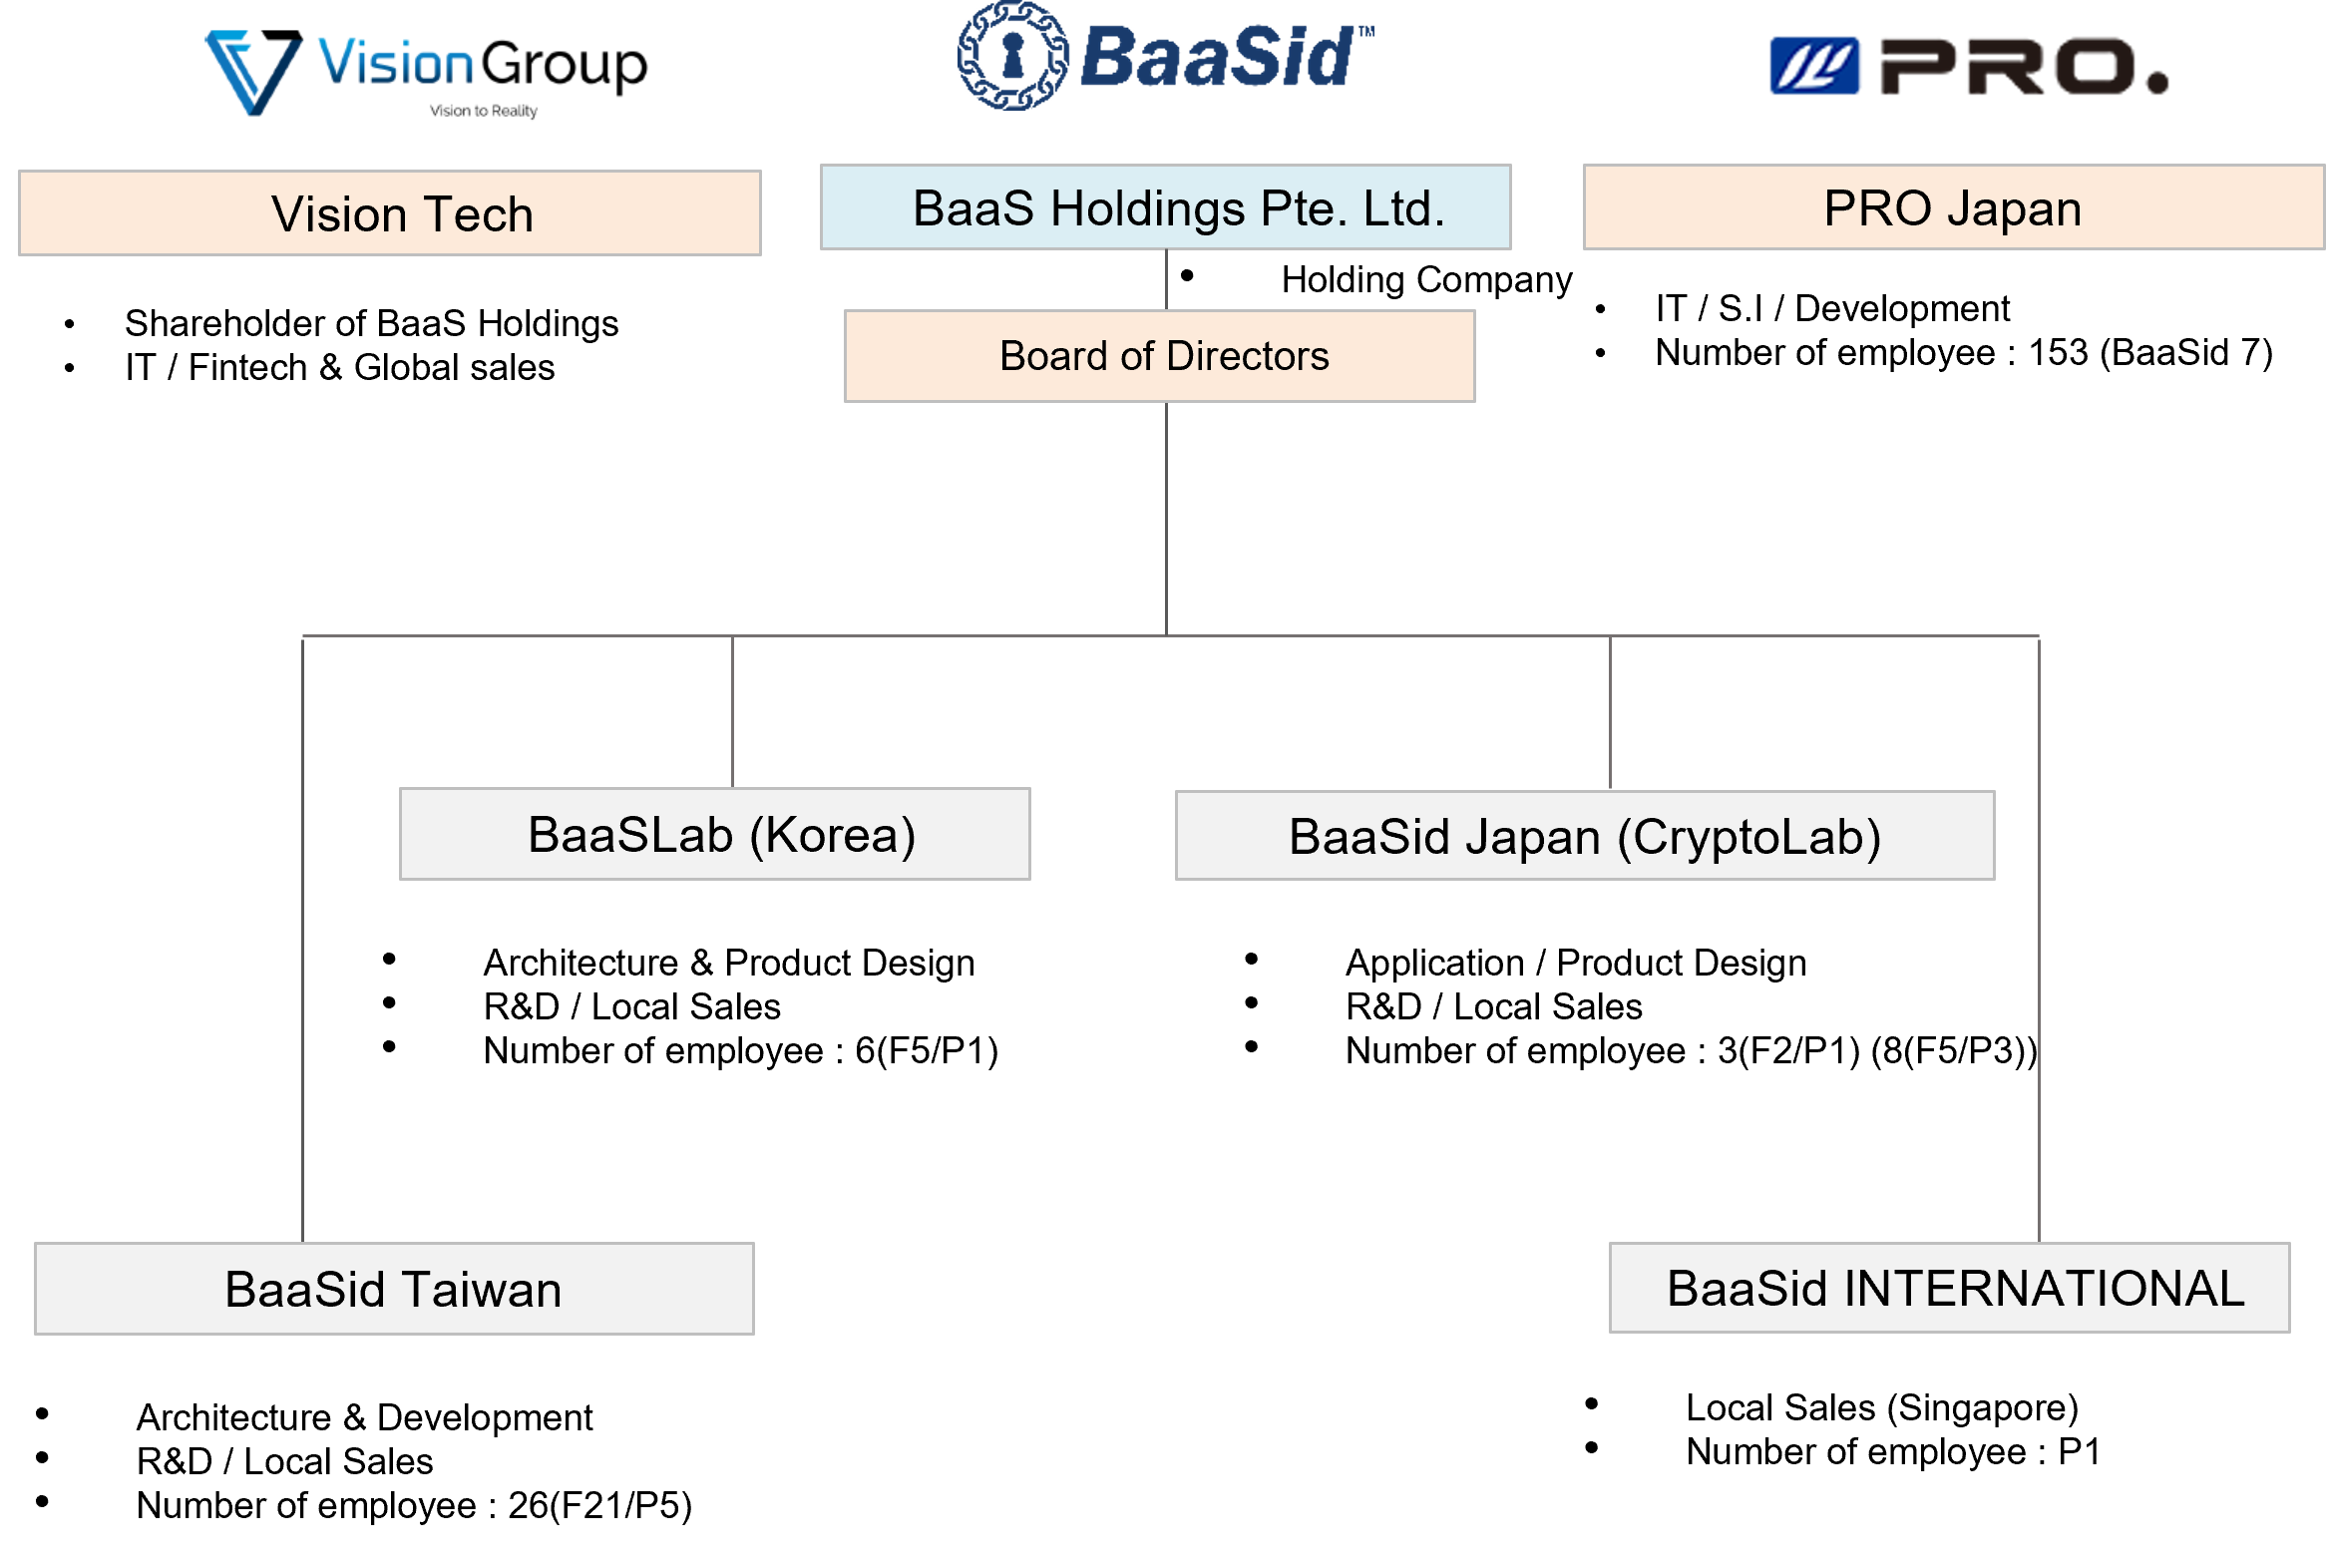 VisionGroup
Vision to Reality
BaaSid™
PRO.
Vision Tech
BaaS Holdings Pte. Ltd.
PRO Japan
• Holding Company
• Shareholder of BaaS Holdings
• IT / Fintech & Global sales
Board of Directors
• IT / S.I / Development
• Number of employee : 153 (BaaSid 7)
BaaSLab (Korea)
BaaSid Japan (CryptoLab)
• Architecture & Product Design
• R&D / Local Sales
• Number of employee : 6(F5/P1)
• Application / Product Design
• R&D / Local Sales
• Number of employee : 3(F2/P1) (8(F5/P3))
BaaSid Taiwan
BaaSid INTERNATIONAL
• Architecture & Development
• R&D / Local Sales
• Number of employee : 26(F21/P5)
• Local Sales (Singapore)
• Number of employee : P1